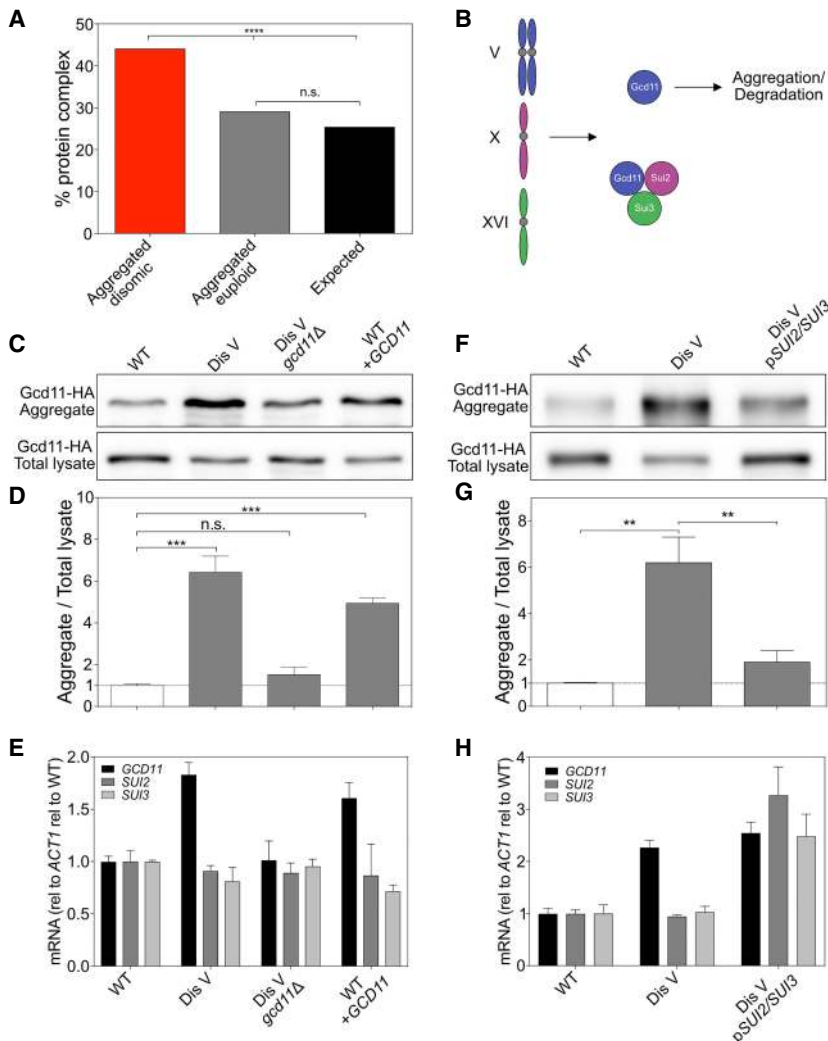 A
% protein complex
50
40
30
20
10
0
****
n.s.
Aggregated disomic
Aggregated euploid
Expected
B
V
X
XVI
Gcd11
Aggregation/
Degradation
Gcd11
Sui2
Sui3
C
WT
Dis V
Dis V
gcd11Δ
WT
+GCD11
Gcd11-HA
Aggregate
Gcd11-HA
Total lysate
D
Aggregate / Total lysate
10
8
6
4
2
1
0
***
n.s.
***
E
mRNA (rel to ACT1 rel to WT)
2.0
1.5
1.0
0.5
0.0
GCD11
SUI2
SUI3
WT
Dis V
Dis V
gcd11Δ
WT
+GCD11
F
WT
Dis V
Dis V
pSUI2/SUI3
Gcd11-HA
Aggregate
Gcd11-HA
Total lysate
G
Aggregate / Total lysate
8
6
4
2
1
0
**
**
H
mRNA (rel to ACT1 rel to WT)
4
3
2
1
0
GCD11
SUI2
SUI3
WT
Dis V
Dis V
pSUI2/SUI3